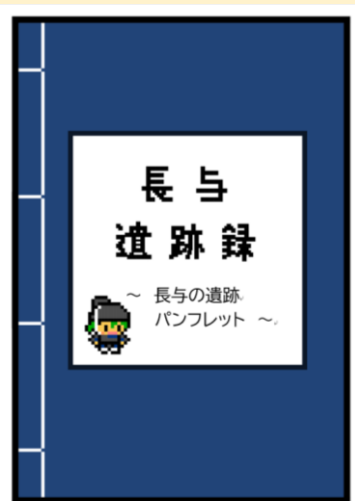 長与
遺跡録
～ 長与の遺跡
パンフレット ～